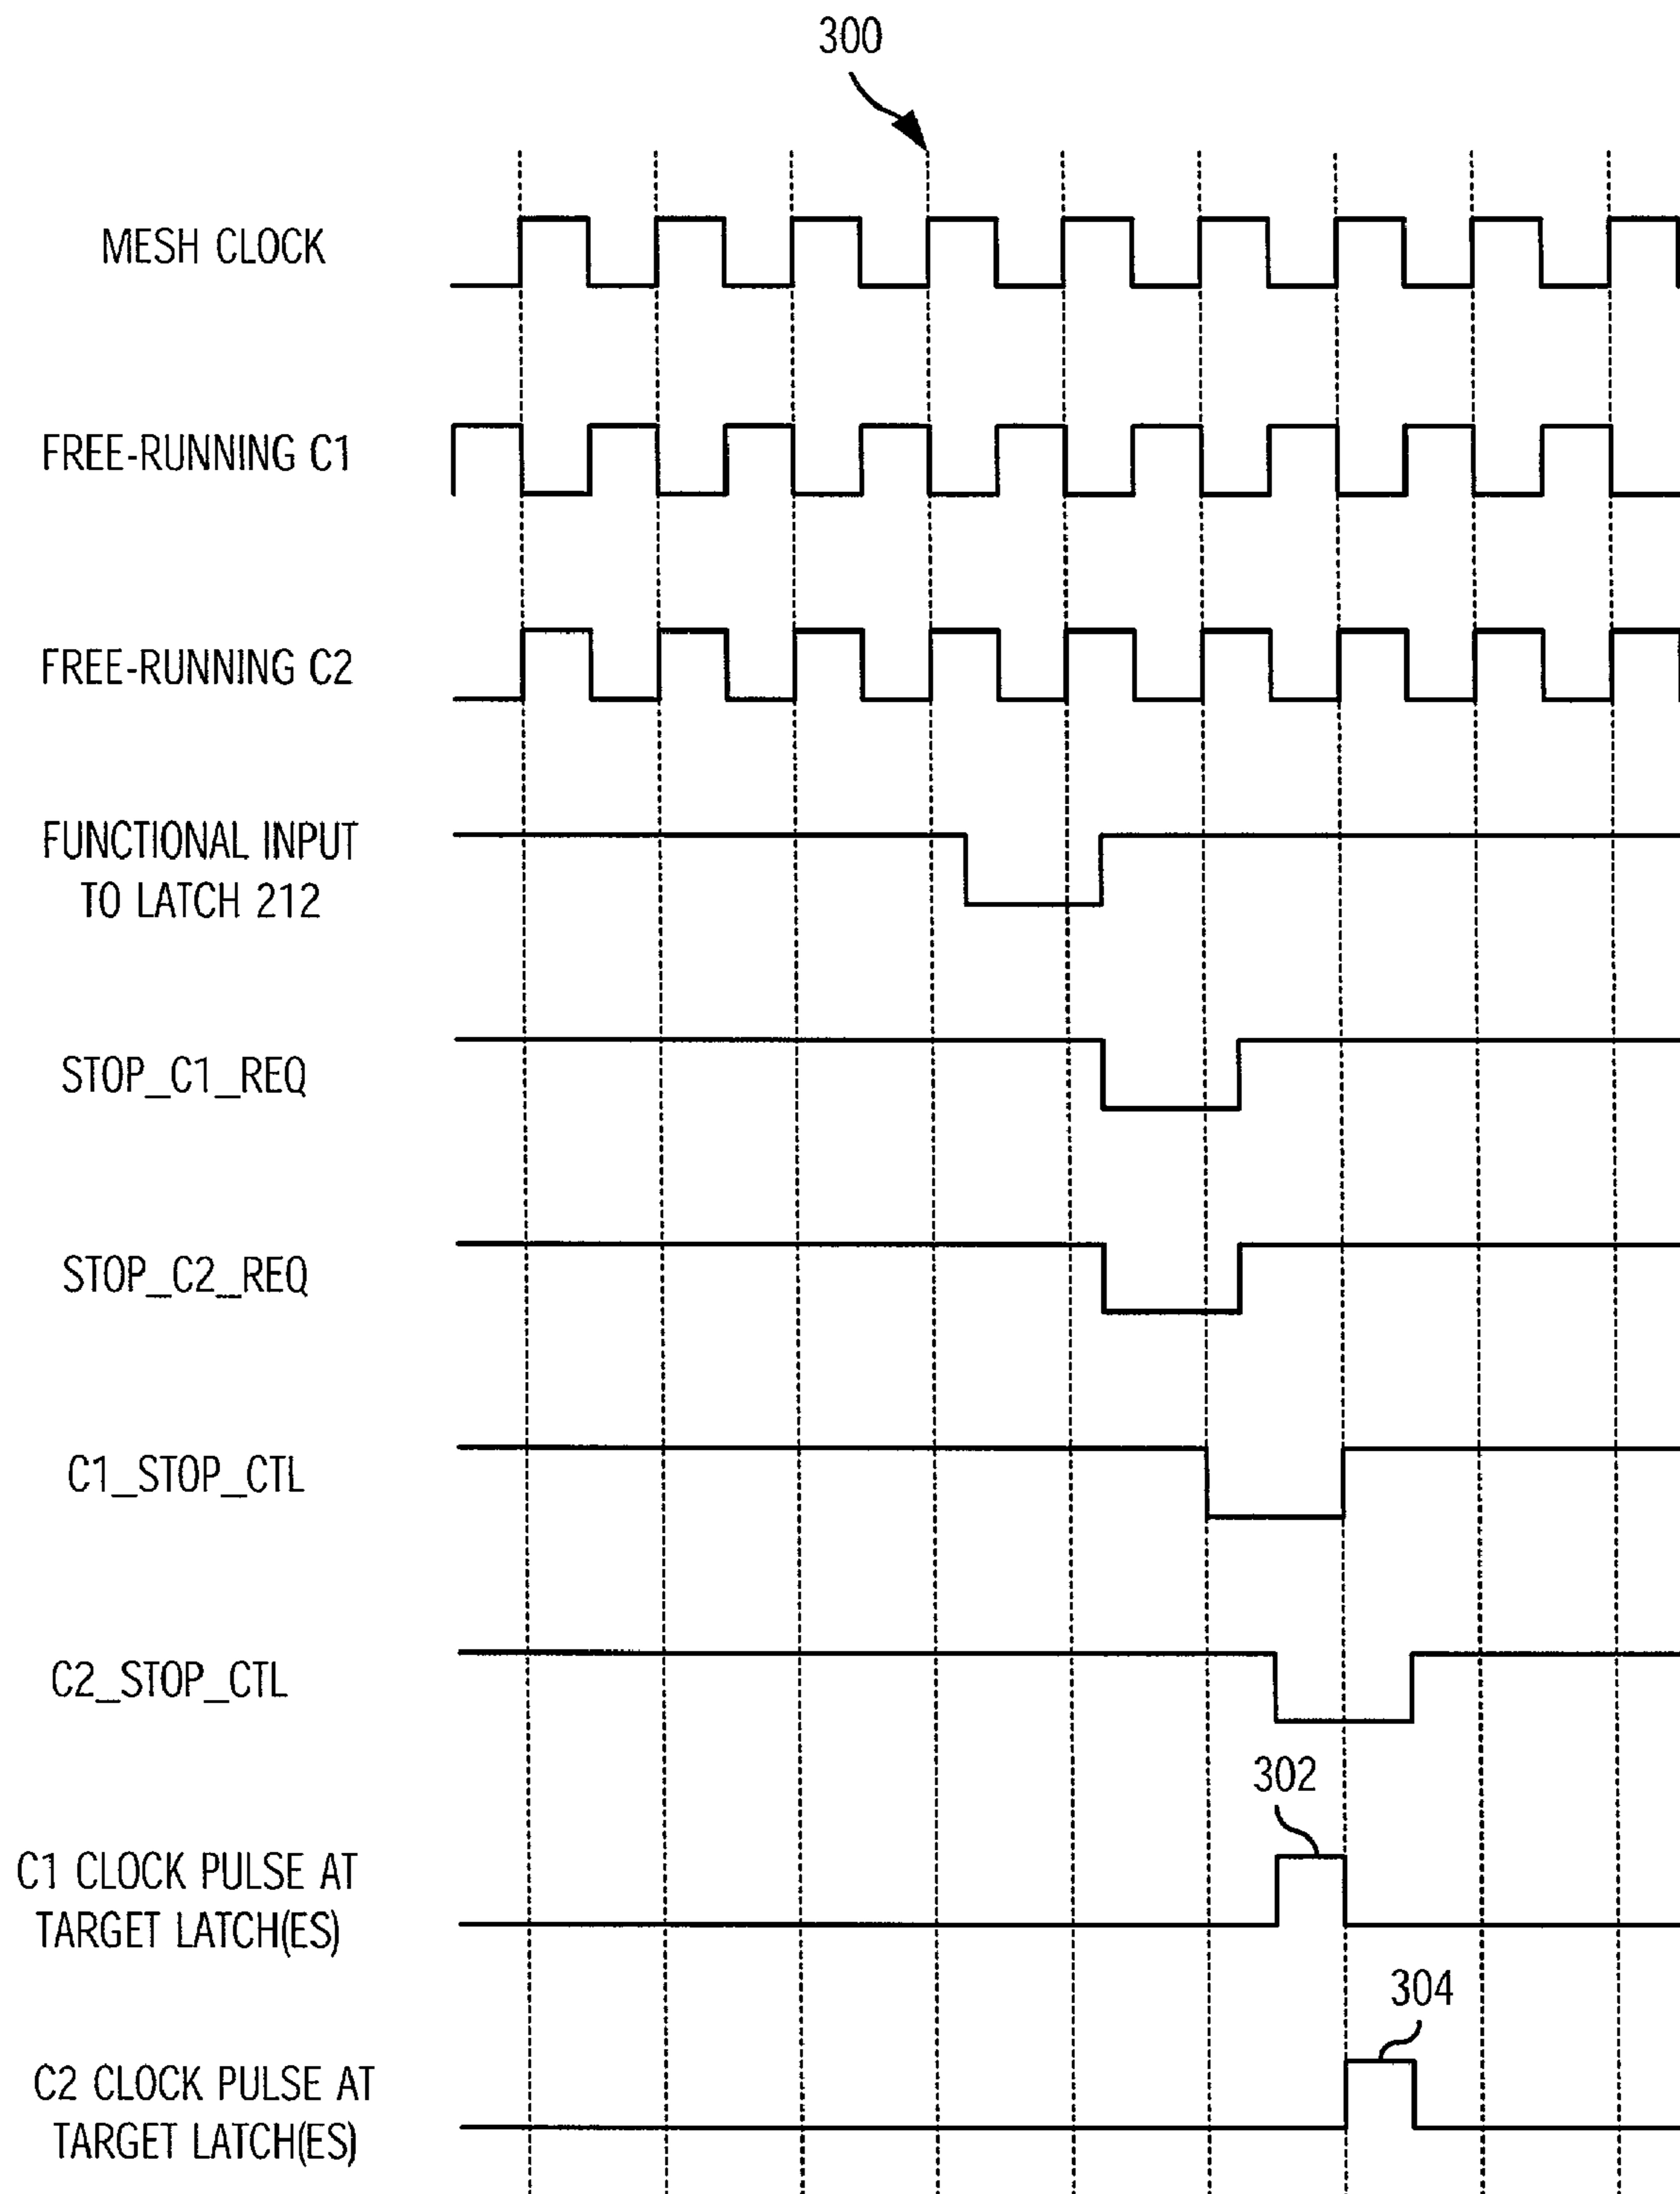 300
MESH CLOCK
FREE-RUNNING C1
FREE-RUNNING C2
FUNCTIONAL INPUT
TO LATCH 212
STOP_C1_REQ
STOP_C2_REQ
C1_STOP_CTL
C2_STOP_CTL
302
C1 CLOCK PULSE AT
TARGET LATCH(ES)
304
C2 CLOCK PULSE AT
TARGET LATCH(ES)